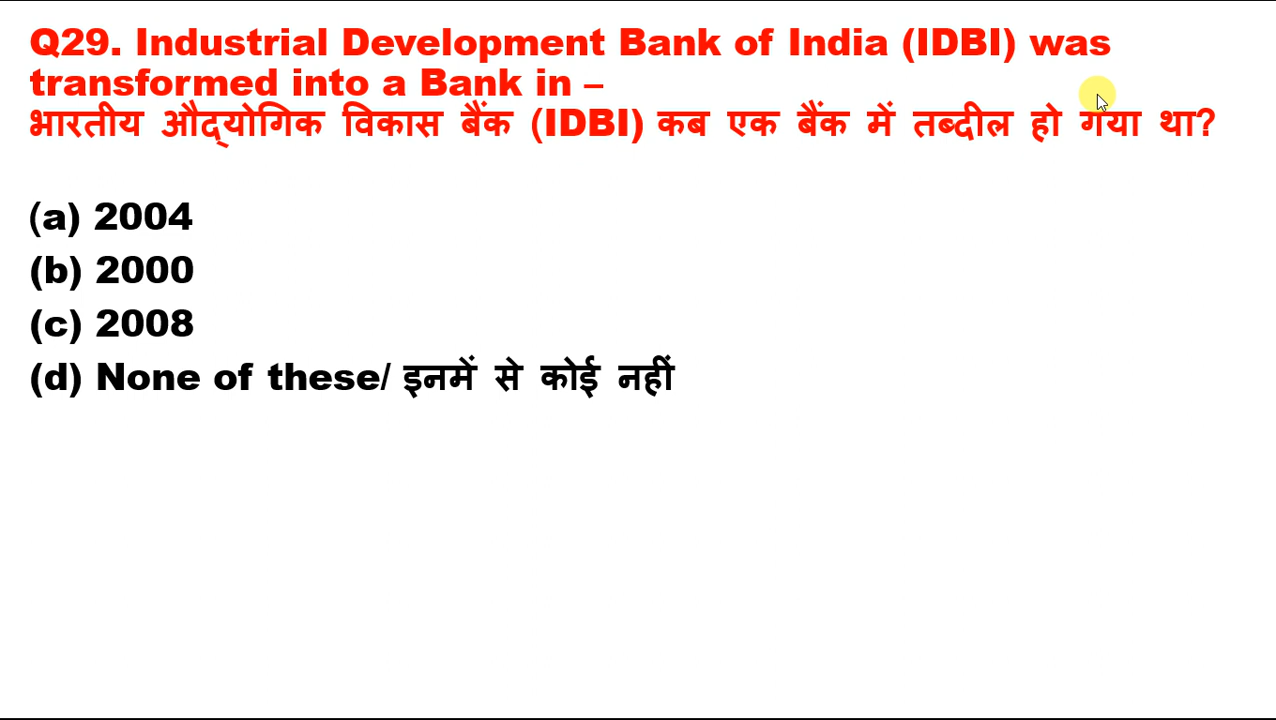 Q29. Industrial Development Bank of India (IDBI) was
transformed into a Bank in –
भारतीय औद्योगिक विकास बैंक (IDBI) कब एक बैंक में तब्दील हो गया था?
(a) 2004
(b) 2000
(c) 2008
(d) None of these/ इनमें से कोई नहीं